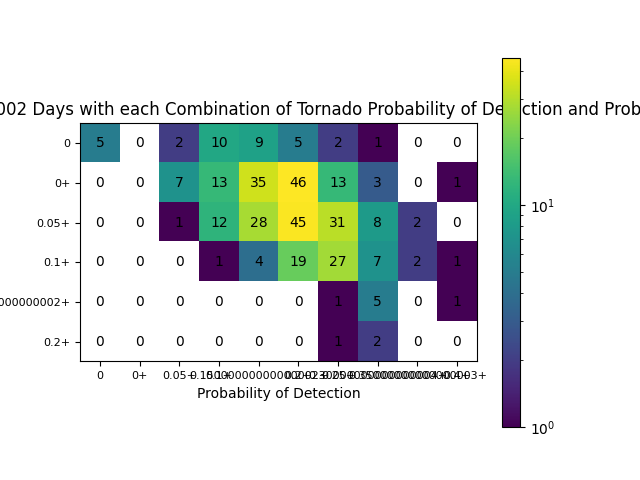 002 Days with each Combination of Tornado Probability of Detection and Prob
0 5 0 2 10 9 5 2 1 0 0
0+ 0 0 7 13 35 46 13 3 0 1
0.05+ 0 0 1 12 28 45 31 8 2 0
0.1+ 0 0 0 1 4 19 27 7 2 1
000000002+ 0 0 0 0 0 0 1 5 0 1
0.2+ 0 0 0 0 0 0 1 2 0 0
0 0+ 0.05+
Probability of Detection
10¹
10⁰